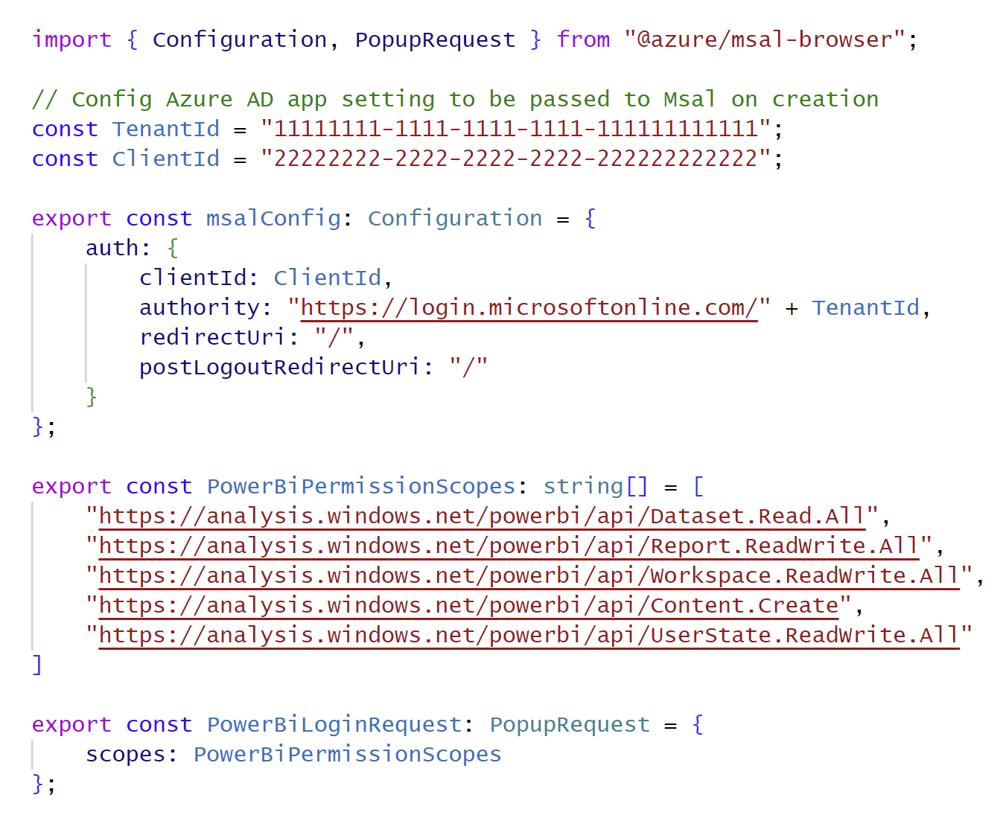 import { Configuration, PopupRequest } from "@azure/msal-browser";
// Config Azure AD app setting to be passed to Msal on creation
const TenantId = "11111111-1111-1111-1111-111111111111";
const ClientId = "22222222-2222-2222-2222-222222222222";
export const msalConfig: Configuration = {
auth: {
clientId: ClientId,
authority: "https://login.microsoftonline.com/" + TenantId,
redirectUri: "/",
postLogoutRedirectUri: "/"
}
};
export const PowerBiPermissionScopes: string[] = [
"https://analysis.windows.net/powerbi/api/Dataset.Read.All",
"https://analysis.windows.net/powerbi/api/Report.ReadWrite.All",
"https://analysis.windows.net/powerbi/api/Workspace.ReadWrite.All",
"https://analysis.windows.net/powerbi/api/Content.Create",
"https://analysis.windows.net/powerbi/api/UserState.ReadWrite.All"
]
export const PowerBiLoginRequest: PopupRequest = {
scopes: PowerBiPermissionScopes
};